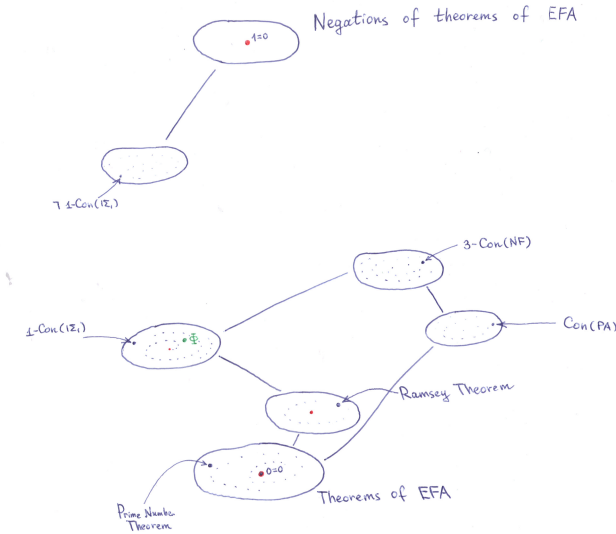 Negations of theorems of EFA
1=0
┐ 1-Con(IΣ₁)
3-Con(NF)
1-Con(IΣ₁)
Φ
Con(PA)
Ramsey Theorem
0=0
Prime Number
Theorem
Theorems of EFA